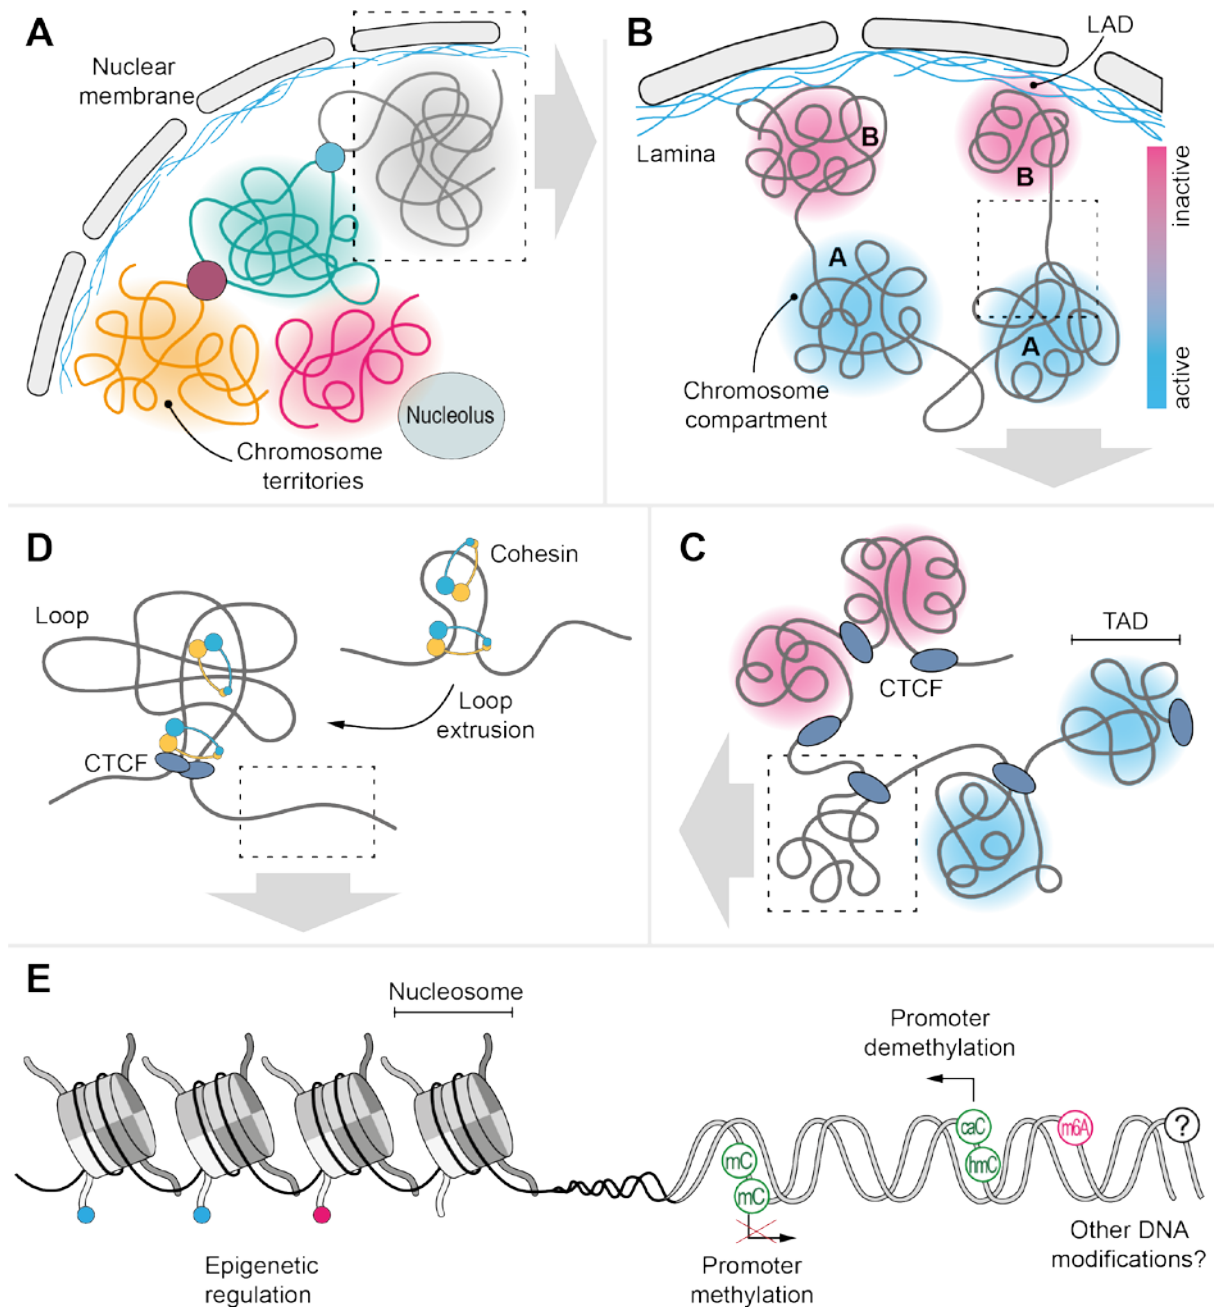 A
Nuclear
membrane
Nucleolus
Chromosome
territories
B
LAD
Lamina
B
B
A
A
Chromosome
compartment
inactive
active
D
Cohesin
Loop
Loop
extrusion
CTCF
C
TAD
CTCF
E
Nucleosome
Promoter
demethylation
caC
m6A
?
mC
hmC
mC
Epigenetic
regulation
Promoter
methylation
Other DNA
modifications?